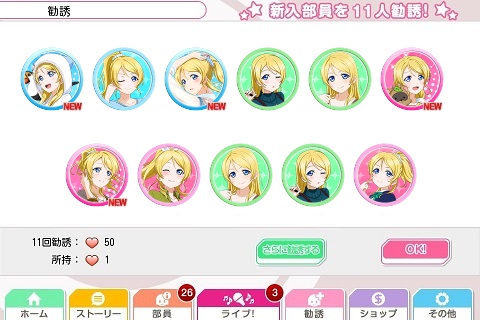 勧誘
新入部員を11人勧誘!
NEW
NEW
NEW
NEW
11回勧誘: 50
所持: 1
さらに勧誘する
OK!
26
3
ホーム
ストーリー
部員
ライブ!
勧誘
ショップ
その他